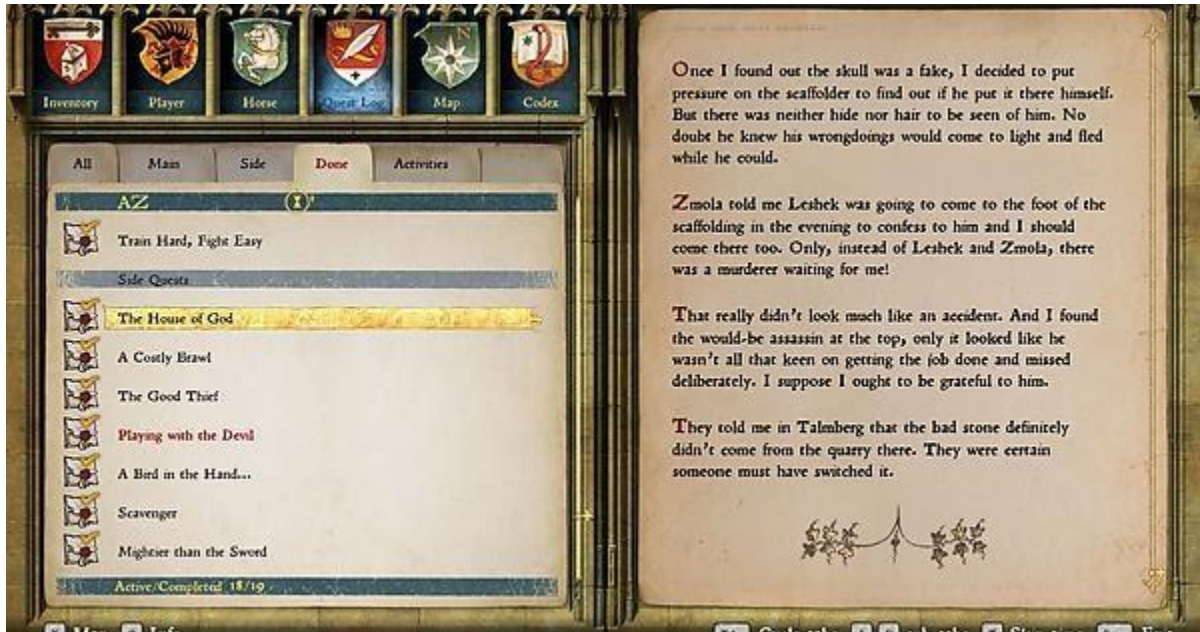 Inventory
Player
Horse
Quest Log
Map
Codex
All
Main
Side
Done
Activities
AZ
Train Hard, Fight Easy
Side Quests
The House of God
A Costly Brawl
The Good Thief
Playing with the Devil
A Bird in the Hand...
Scavenger
Mightier than the Sword
Active/Completed 18/19
Once I found out the skull was a fake, I decided to put
pressure on the scaffolder to find out if he put it there himself.
But there was neither hide nor hair to be seen of him. No
doubt he knew his wrongdoings would come to light and fled
while he could.
Zmola told me Leshek was going to come to the foot of the
scaffolding in the evening to confess to him and I should
come there too. Only, instead of Leshek and Zmola, there
was a murderer waiting for me!
That really didn't look much like an accident. And I found
the would-be assassin at the top, only it looked like he
wasn't all that keen on getting the job done and missed
deliberately. I suppose I ought to be grateful to him.
They told me in Talmberg that the bad stone definitely
didn't come from the quarry there. They were certain
someone must have switched it.